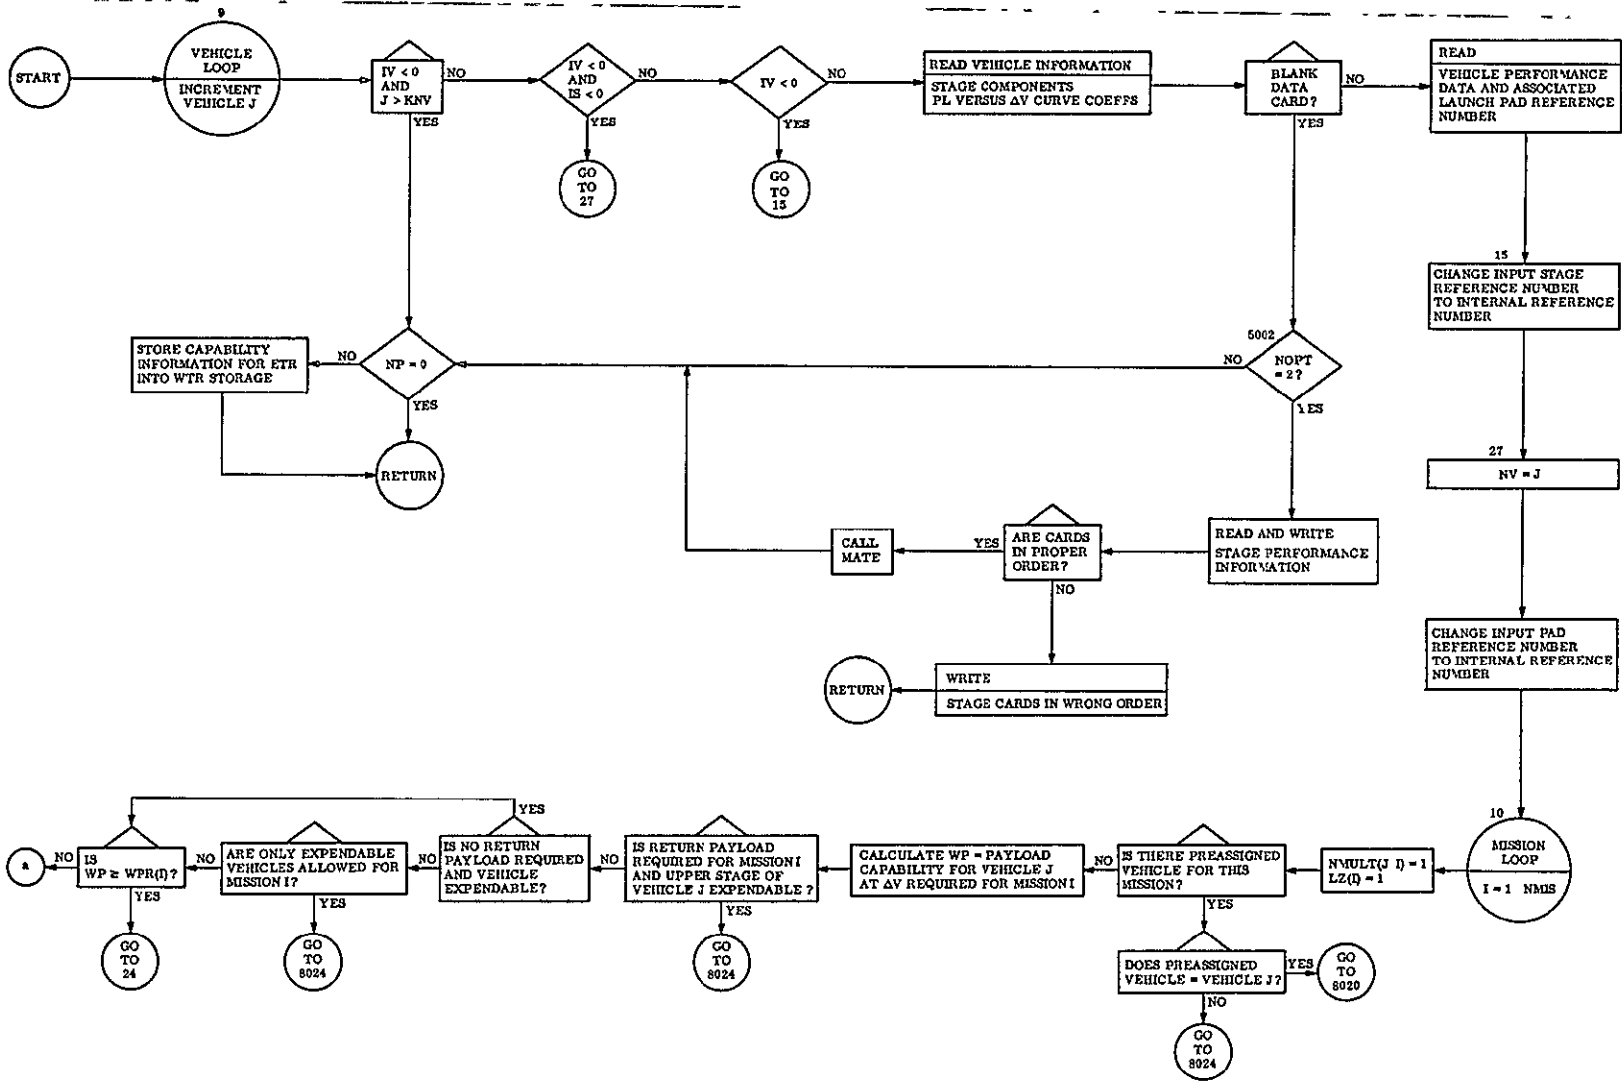 9
START
VEHICLE
LOOP
INCREMENT
VEHICLE J
IV < 0
AND
J > KNV
NO
YES
IV < 0
AND
IS < 0
NO
YES
GO
TO
27
IV < 0
NO
YES
GO
TO
15
READ VEHICLE INFORMATION
STAGE COMPONENTS
PL VERSUS ΔV CURVE COEFFS
BLANK
DATA
CARD?
NO
YES
READ
VEHICLE PERFORMANCE
DATA AND ASSOCIATED
LAUNCH PAD REFERENCE
NUMBER
15
CHANGE INPUT STAGE
REFERENCE NUMBER
TO INTERNAL REFERENCE
NUMBER
STORE CAPABILITY
INFORMATION FOR ETR
INTO WTR STORAGE
NO
NP = 0
YES
RETURN
5002
NO
NOPT
= 2?
YES
27
NV = J
CALL
MATE
YES
ARE CARDS
IN PROPER
ORDER?
NO
READ AND WRITE
STAGE PERFORMANCE
INFORMATION
RETURN
WRITE
STAGE CARDS IN WRONG ORDER
CHANGE INPUT PAD
REFERENCE NUMBER
TO INTERNAL REFERENCE
NUMBER
10
MISSION
LOOP
I = 1 NMIS
NMULT(J I) = 1
LZ(I) = 1
IS THERE PREASSIGNED
VEHICLE FOR THIS
MISSION?
NO
YES
DOES PREASSIGNED
VEHICLE = VEHICLE J?
YES
GO
TO
8020
NO
GO
TO
8024
CALCULATE WP = PAYLOAD
CAPABILITY FOR VEHICLE J
AT ΔV REQUIRED FOR MISSION I
IS RETURN PAYLOAD
REQUIRED FOR MISSION I
AND UPPER STAGE OF
VEHICLE J EXPENDABLE ?
NO
YES
GO
TO
8024
YES
IS NO RETURN
PAYLOAD REQUIRED
AND VEHICLE
EXPENDABLE?
NO
ARE ONLY EXPENDABLE
VEHICLES ALLOWED FOR
MISSION I?
NO
YES
GO
TO
8024
IS
WP ≥ WPR(I)?
NO
YES
GO
TO
24
a